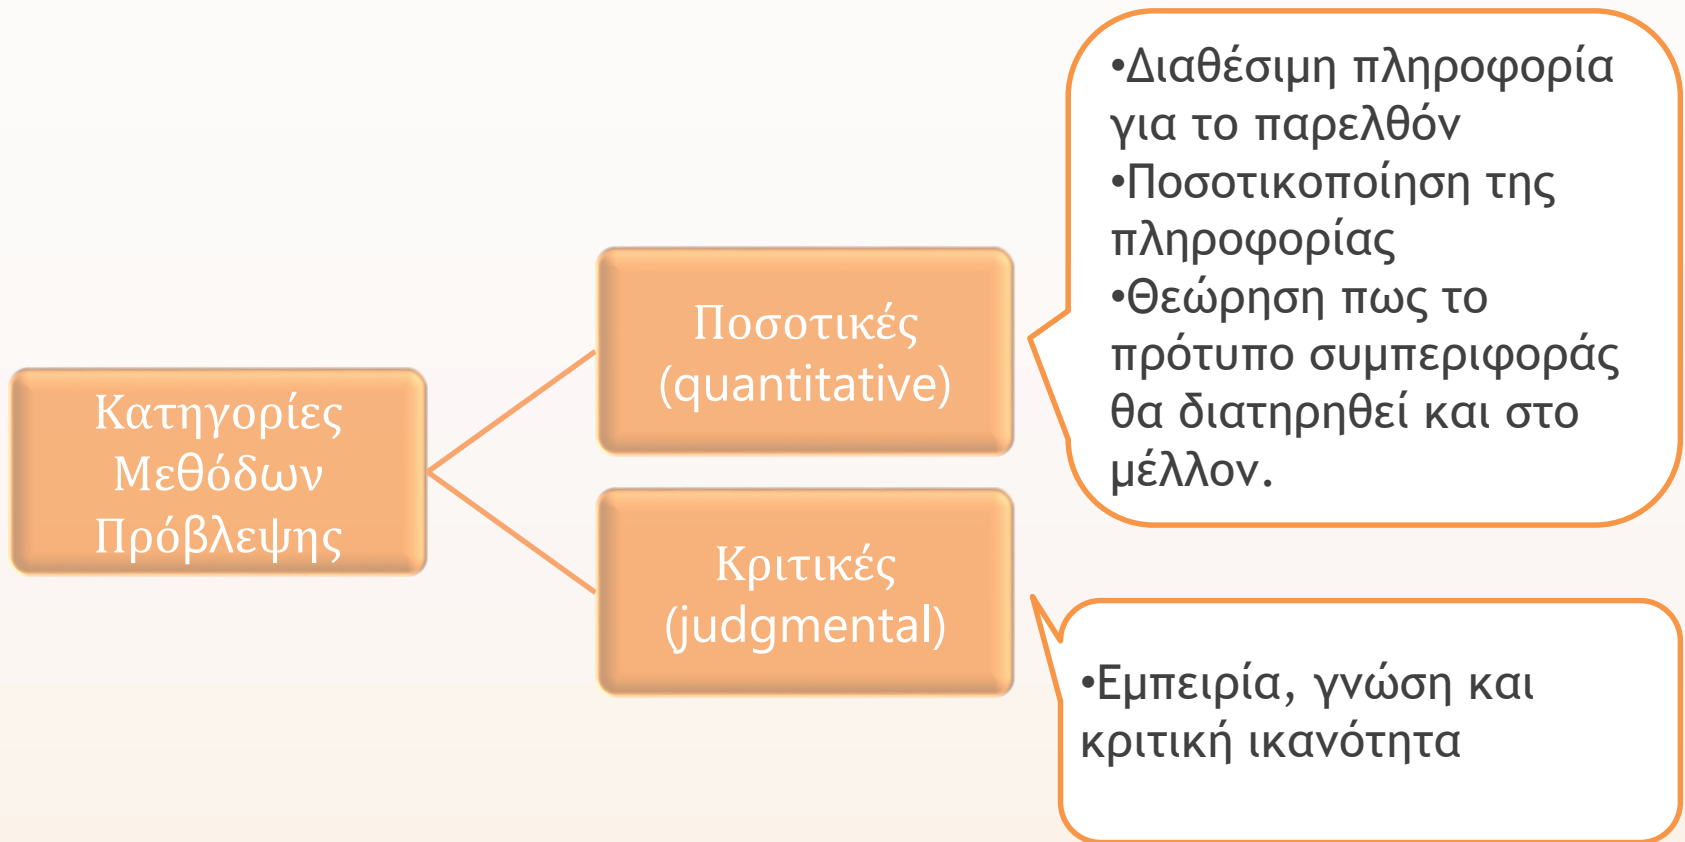 Κατηγορίες
Μεθόδων
Πρόβλεψης
Ποσοτικές
(quantitative)
•Διαθέσιμη πληροφορία
για το παρελθόν
•Ποσοτικοποίηση της
πληροφορίας
•Θεώρηση πως το
πρότυπο συμπεριφοράς
θα διατηρηθεί και στο
μέλλον.
Κριτικές
(judgmental)
•Εμπειρία, γνώση και
κριτική ικανότητα